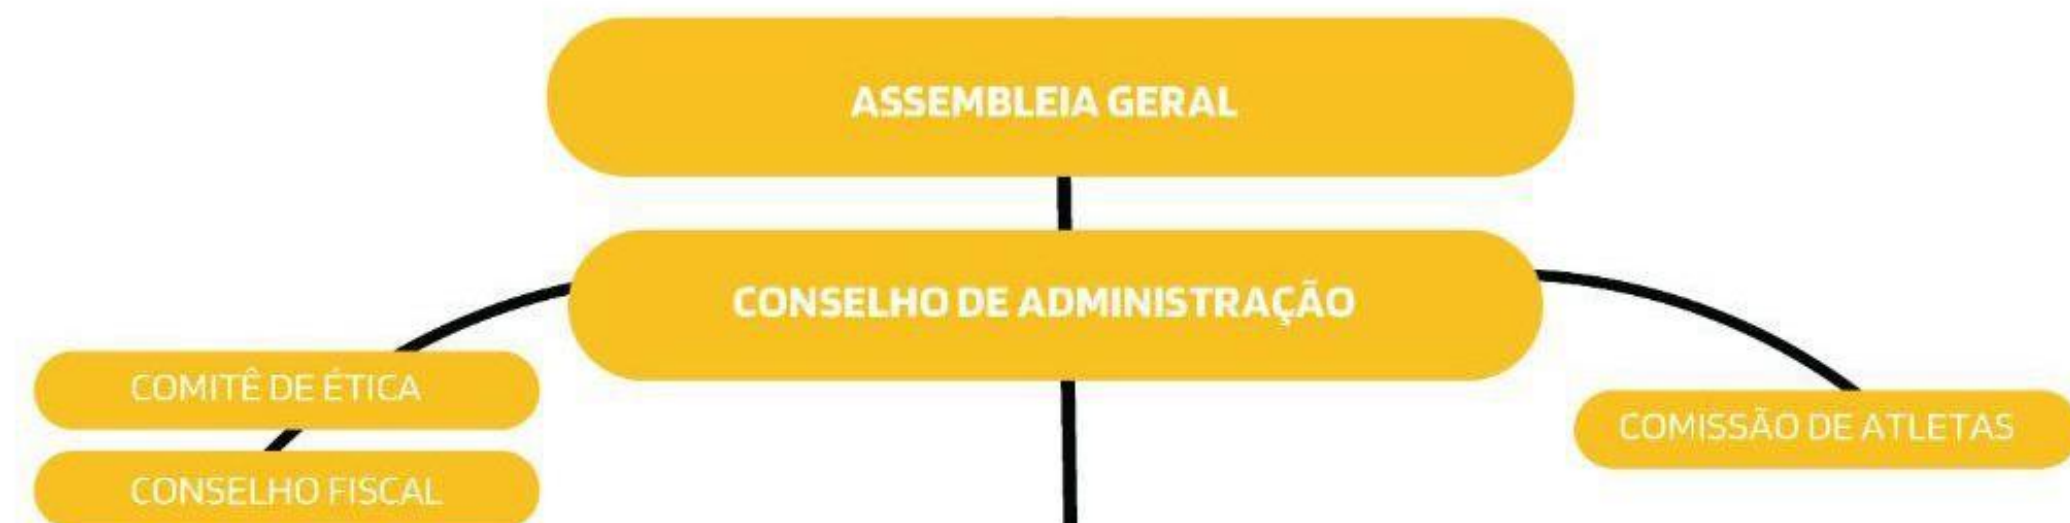 ASSEMBLEIA GERAL
CONSELHO DE ADMINISTRAÇÃO
COMITÊ DE ÉTICA
COMISSÃO DE ATLETAS
CONSELHO FISCAL